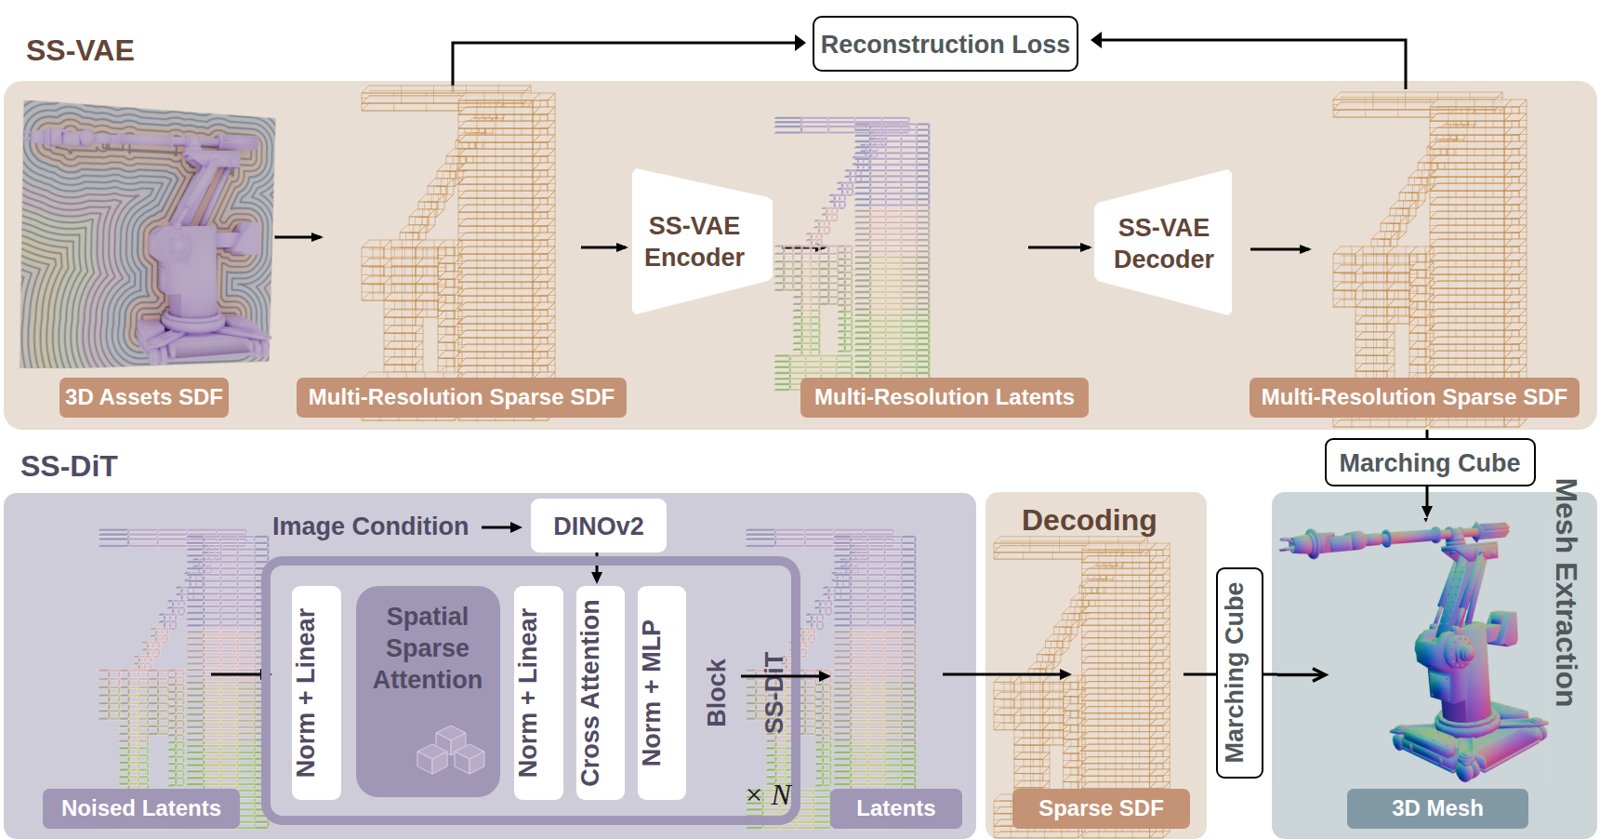 Reconstruction Loss
SS-VAE
SS-VAE
Encoder
SS-VAE
Decoder
3D Assets SDF
Multi-Resolution Sparse SDF
Multi-Resolution Latents
Multi-Resolution Sparse SDF
Marching Cube
SS-DiT
Image Condition
DINOv2
Norm + Linear
Spatial
Sparse
Attention
Norm + Linear
Cross Attention
Norm + MLP
SS-DiT
Block
× N
Noised Latents
Latents
Decoding
Sparse SDF
Marching Cube
Mesh Extraction
3D Mesh